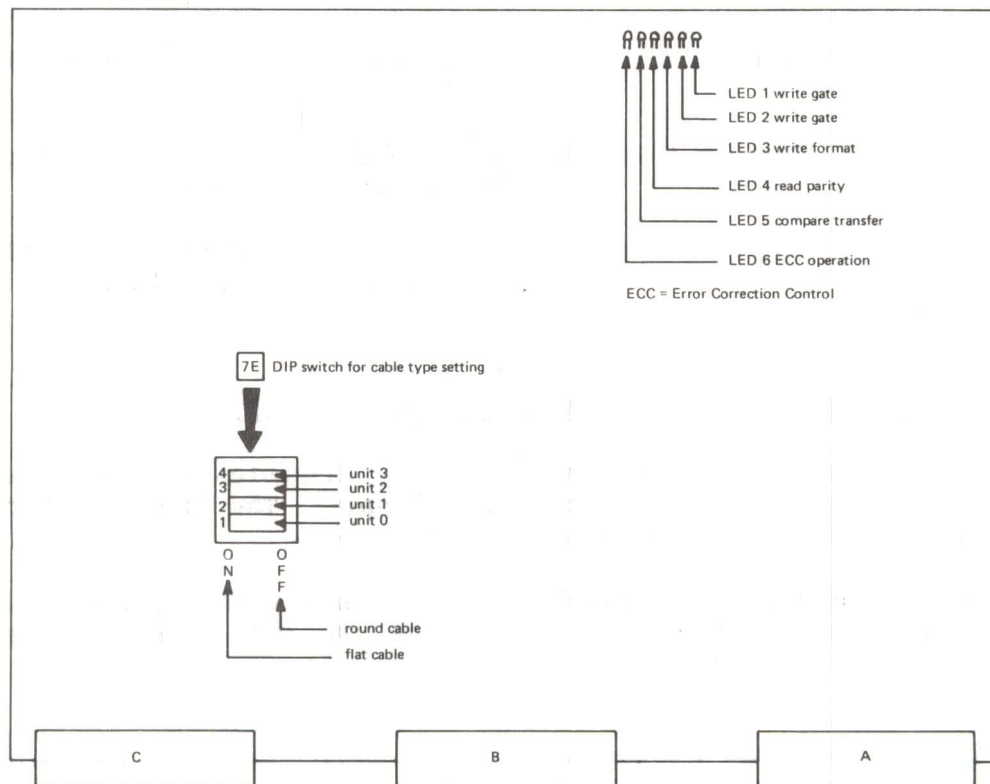 LED 1 write gate
LED 2 write gate
LED 3 write format
LED 4 read parity
LED 5 compare transfer
LED 6 ECC operation
ECC = Error Correction Control
7E DIP switch for cable type setting
4 unit 3
3 unit 2
2 unit 1
1 unit 0
ON OFF
round cable
flat cable
C B A